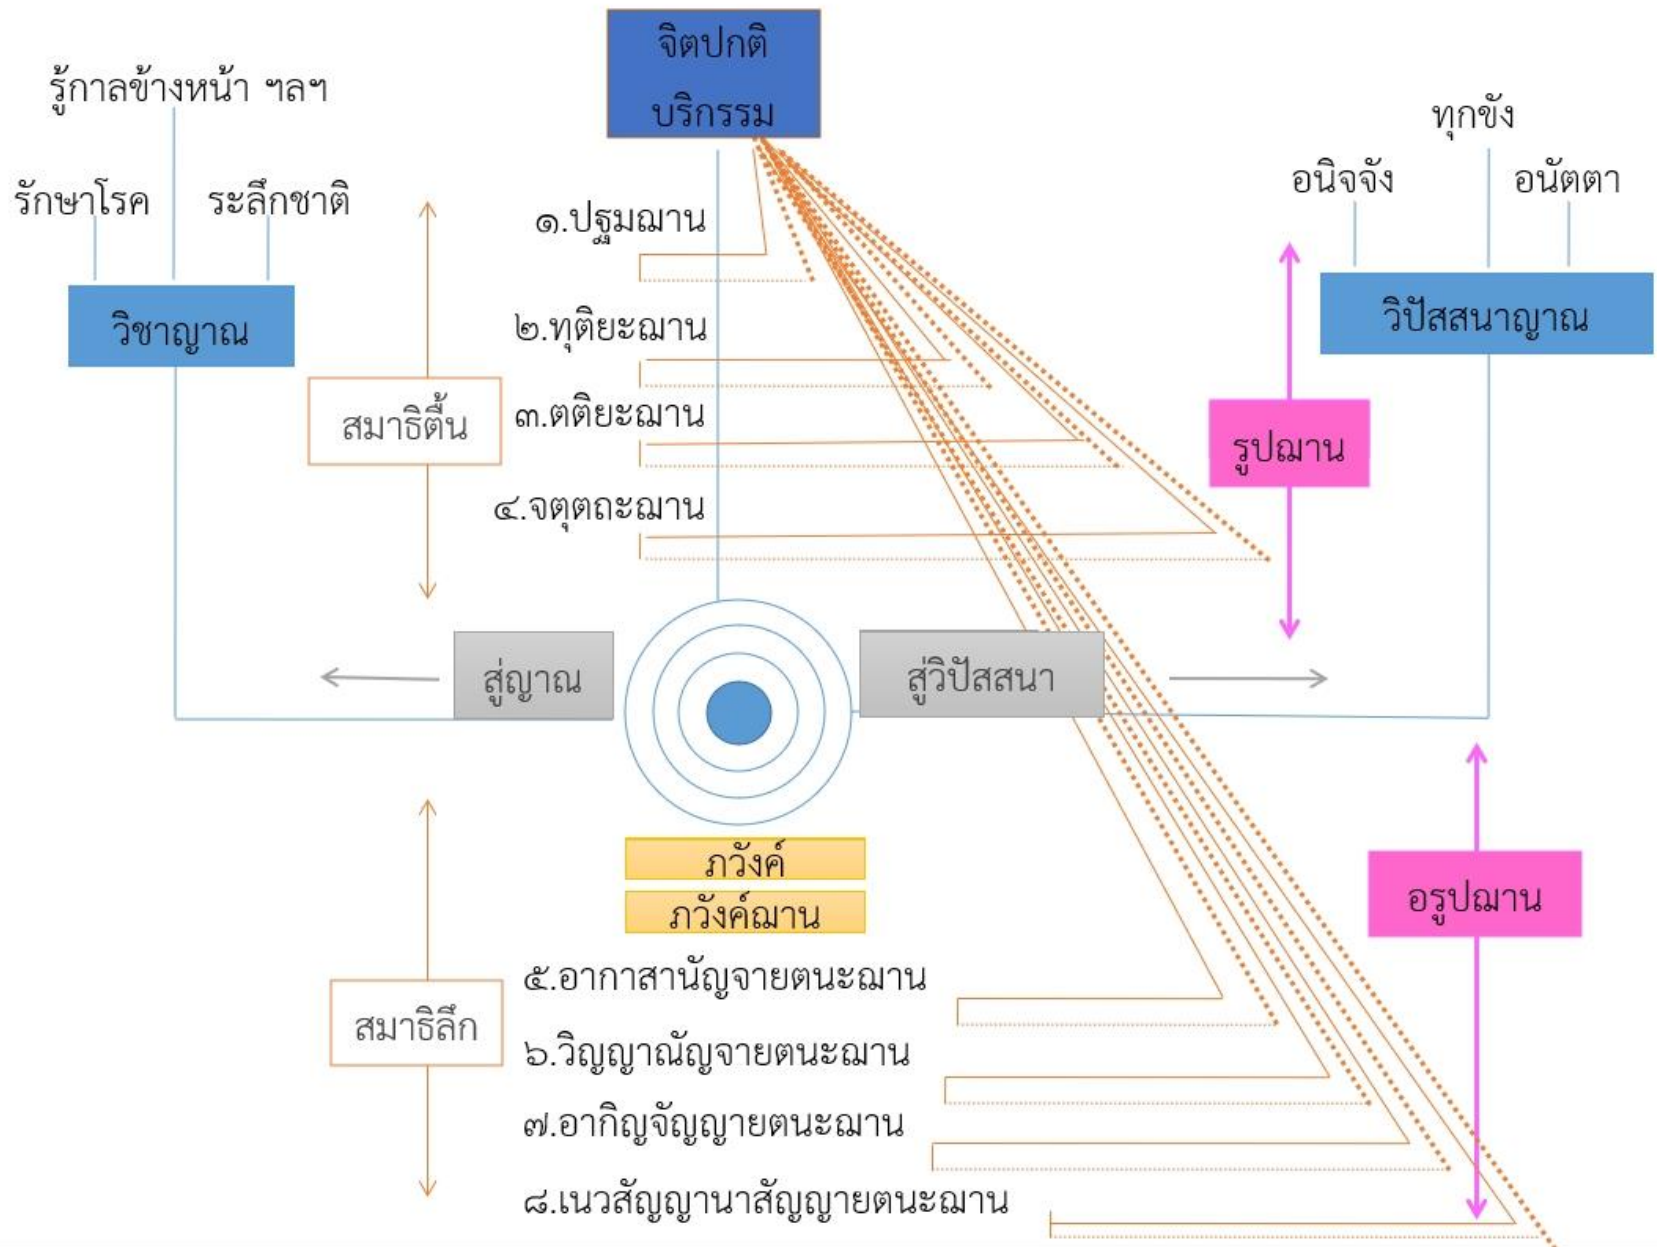 จิตปกติ
บริกรรม
รู้กาลข้างหน้า ฯลฯ
รักษาโรค
ระลึกชาติ
วิชาญาณ
ทุกขัง
อนิจจัง
อนัตตา
วิปัสสนาญาณ
๑.ปฐมฌาน
๒.ทุติยะฌาน
๓.ตติยะฌาน
๔.จตุตถะฌาน
สมาธิตื้น
รูปฌาน
สู่ญาณ
สู่วิปัสสนา
ภวังค์
ภวังค์ฌาน
อรูปฌาน
สมาธิลึก
๕.อากาสานัญจายตนะฌาน
๖.วิญญาณัญจายตนะฌาน
๗.อากิญจัญญายตนะฌาน
๘.เนวสัญญานาสัญญายตนะฌาน